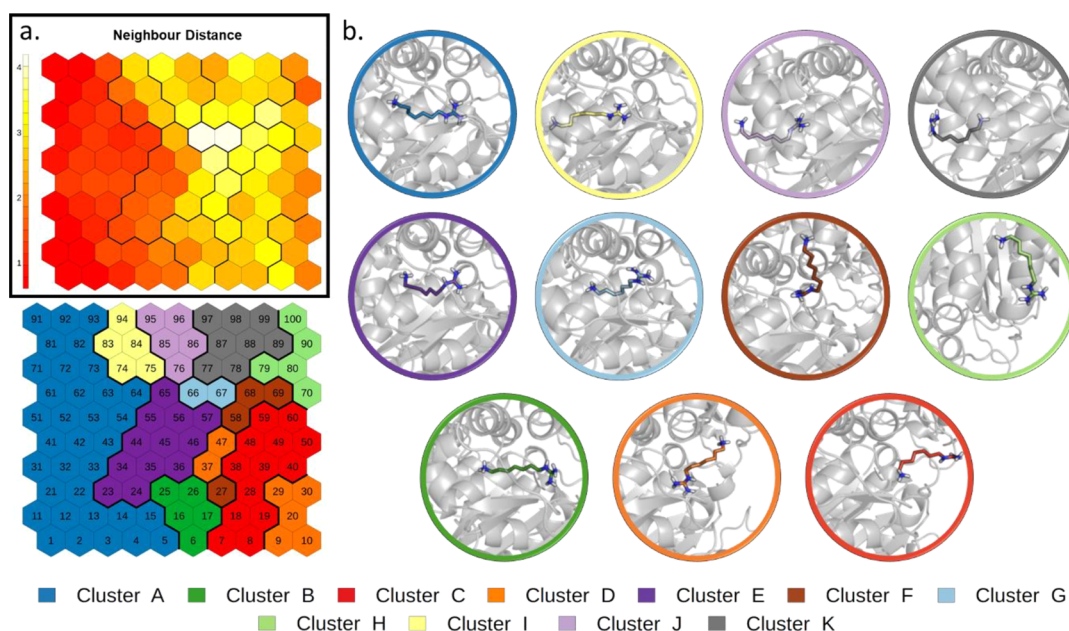 a.
Neighbour Distance
4
3
2
1
b.
91 92 93 94 95 96 97 98 99 100
81 82 83 84 85 86 87 88 89 90
71 72 73 74 75 76 77 78 79 80
61 62 63 64 65 66 67 68 69 70
51 52 53 54 55 56 57 58 59 60
41 42 43 44 45 46 47 48 49 50
31 32 33 34 35 36 37 38 39 40
21 22 23 24 25 26 27 28 29 30
11 12 13 14 15 16 17 18 19 20
1 2 3 4 5 6 7 8 9 10
Cluster A Cluster B Cluster C Cluster D Cluster E Cluster F Cluster G
Cluster H Cluster I Cluster J Cluster K